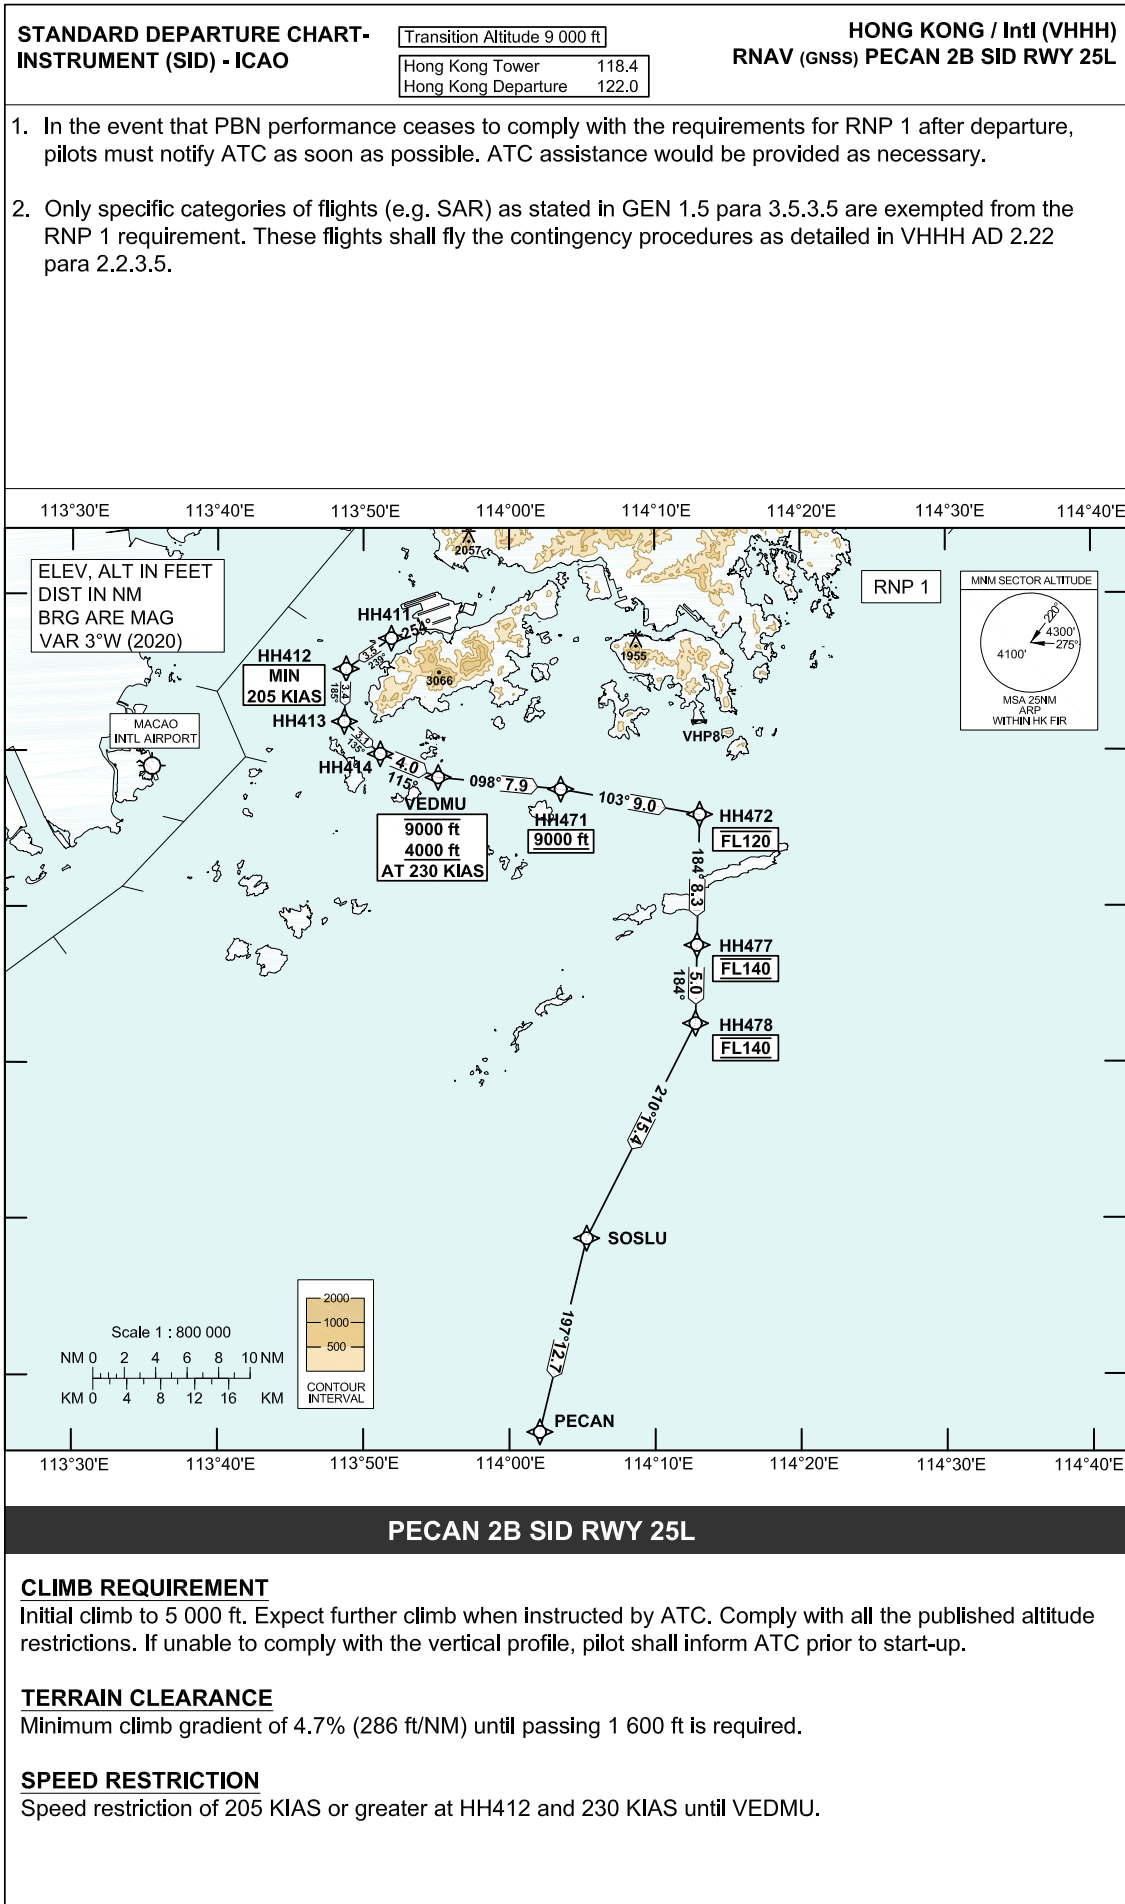 STANDARD DEPARTURE CHART-
INSTRUMENT (SID) - ICAO
Transition Altitude 9 000 ft
Hong Kong Tower 118.4
Hong Kong Departure 122.0
HONG KONG / Intl (VHHH)
RNAV (GNSS) PECAN 2B SID RWY 25L
1. In the event that PBN performance ceases to comply with the requirements for RNP 1 after departure,
pilots must notify ATC as soon as possible. ATC assistance would be provided as necessary.
2. Only specific categories of flights (e.g. SAR) as stated in GEN 1.5 para 3.5.3.5 are exempted from the
RNP 1 requirement. These flights shall fly the contingency procedures as detailed in VHHH AD 2.22
para 2.2.3.5.
113°30'E 113°40'E 113°50'E 114°00'E 114°10'E 114°20'E 114°30'E 114°40'E
ELEV, ALT IN FEET
DIST IN NM
BRG ARE MAG
VAR 3°W (2020)
2057
RNP 1
MNM SECTOR ALTITUDE
220°
4300'
275°
4100'
MSA 25NM
ARP
WITHIN HK FIR
HH411
254°
3.5
239°
HH412
MIN
205 KIAS
3.4
185°
3066
1955
HH413
3.1
135°
VHP8
MACAO
INTL AIRPORT
HH414
4.0
115°
VEDMU
9000 ft
4000 ft
AT 230 KIAS
098° 7.9
HH471
9000 ft
103° 9.0
HH472
FL120
184° 8.3
HH477
FL140
5.0
184°
HH478
FL140
210° 15.4
SOSLU
197° 12.7
PECAN
Scale 1 : 800 000
NM 0 2 4 6 8 10 NM
KM 0 4 8 12 16 KM
2000
1000
500
CONTOUR
INTERVAL
113°30'E 113°40'E 113°50'E 114°00'E 114°10'E 114°20'E 114°30'E 114°40'E
PECAN 2B SID RWY 25L
CLIMB REQUIREMENT
Initial climb to 5 000 ft. Expect further climb when instructed by ATC. Comply with all the published altitude
restrictions. If unable to comply with the vertical profile, pilot shall inform ATC prior to start-up.
TERRAIN CLEARANCE
Minimum climb gradient of 4.7% (286 ft/NM) until passing 1 600 ft is required.
SPEED RESTRICTION
Speed restriction of 205 KIAS or greater at HH412 and 230 KIAS until VEDMU.